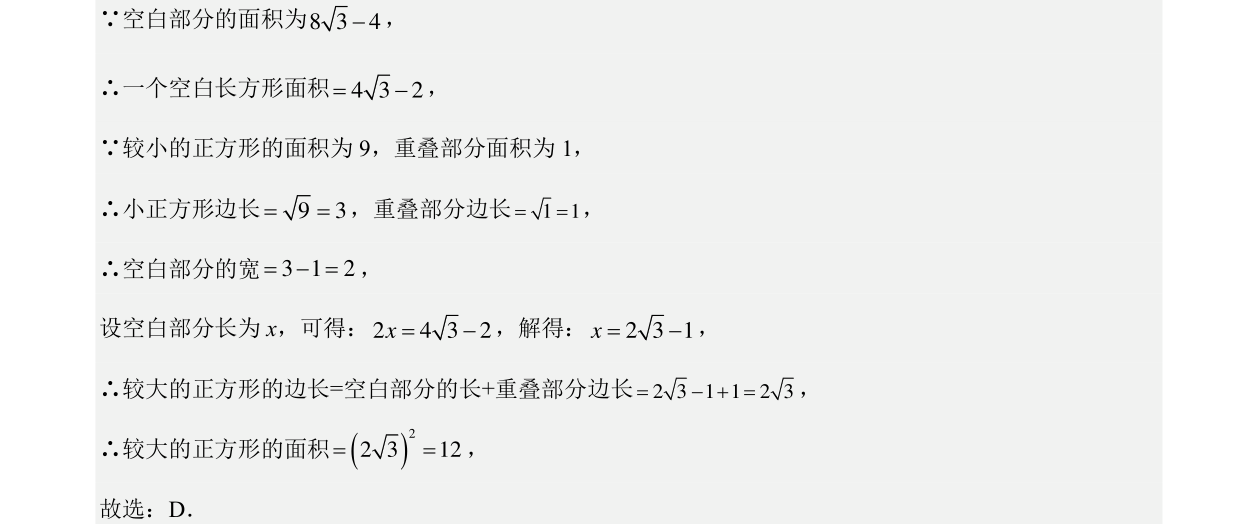 ∵空白部分的面积为8√3−4，
∴一个空白长方形面积=4√3−2，
∵较小的正方形的面积为 9，重叠部分面积为 1，
∴小正方形边长=√9=3，重叠部分边长=√1=1，
∴空白部分的宽=3−1=2，
设空白部分长为 x，可得：2x=4√3−2，解得：x=2√3−1，
∴较大的正方形的边长=空白部分的长+重叠部分边长=2√3−1+1=2√3，
∴较大的正方形的面积=(2√3)²=12，
故选：D．